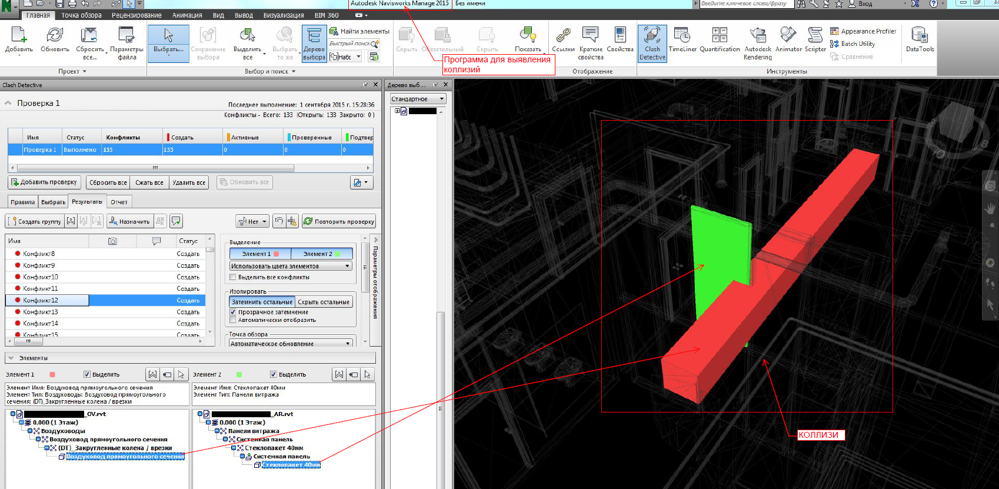 Autodesk Navisworks Manage 2015 Без имени
Введите ключевое слово/фразу
Вход
Главная Точка обзора Рецензирование Анимация Вид Вывод Визуализация BIM 360
Добавить
Обновить
Сбросить все...
Параметры файла
Проект
Выбрать...
Сохранение выбора
Выделить все
Выбрать то же
Дерево выбора
Найти элементы
Быстрый поиск
Набс
Выбор и поиск
Скрыть
Обязательный
Скрыть
Показать
Программа для выявления
коллизий
Ссылки
Краткие свойства
Свойства
Отображение
Clash Detective
TimeLiner
Quantification
Autodesk Rendering
Animator
Scripter
Appearance Profiler
Batch Utility
Сравнение
DataTools
Инструменты
Clash Detective
Дерево выб...
Стандартное
Проверка 1
Последнее выполнение: 1 сентября 2015 г. 15:28:36
Конфликты - Всего: 133 (Открыть: 133 Закрыто: 0 )
Имя Статус Конфликты Создать Активные Проверенные Подтвер
Проверка 1 Выполнено 133 133 0 0 0
Добавить проверку Сбросить все Сжать все Удалить все Обновить все
Правила Выбрать Результаты Отчет
Создать группу Назначить Нет Повторить проверку
Имя Статус
Конфликт8 Создать
Конфликт9 Создать
Конфликт10 Создать
Конфликт11 Создать
Конфликт12 Создать
Конфликт13 Создать
Конфликт14 Создать
Конфликт15 Создать
Выделение
Элемент 1 Элемент 2
Использовать цвета элементов
Выделить все конфликты
Изолировать
Затемнить остальные Скрыть остальные
Прозрачное затемнение
Автоматически отобразить
Точка обзора
Автоматическое обновление
Параметры отображения
Элементы
Элемент 1 Выделить
Элемент Имя: Воздуховод прямоугольного сечения
Элемент Тип: Воздуховоды: Воздуховод прямоугольного
сечения: (DT)_Закругленные колена / врезки
_OV.rvt
0.000 (1 Этаж)
Воздуховоды
Воздуховод прямоугольного сечения
(DT)_Закругленные колена / врезки
Воздуховод прямоугольного сечения
Элемент 2 Выделить
Элемент Имя: Стеклопакет 40мм
Элемент Тип: Панели витража
_AR.rvt
0.000 (1 Этаж)
Панели витража
Системная панель
Стеклопакет 40мм
Системная панель
Стеклопакет 40мм
КОЛЛИЗИ